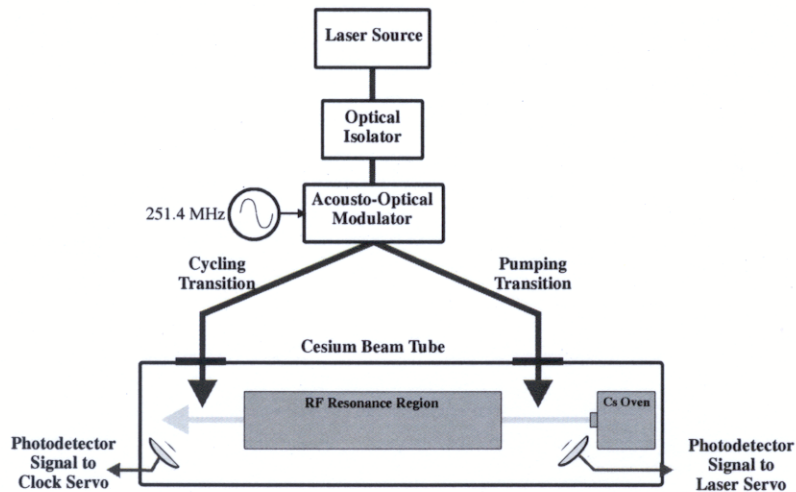 Laser Source
Optical
Isolator
Acousto-Optical
Modulator
251.4 MHz
Cycling
Transition
Pumping
Transition
Cesium Beam Tube
RF Resonance Region
Cs Oven
Photodetector
Signal to
Clock Servo
Photodetector
Signal to
Laser Servo